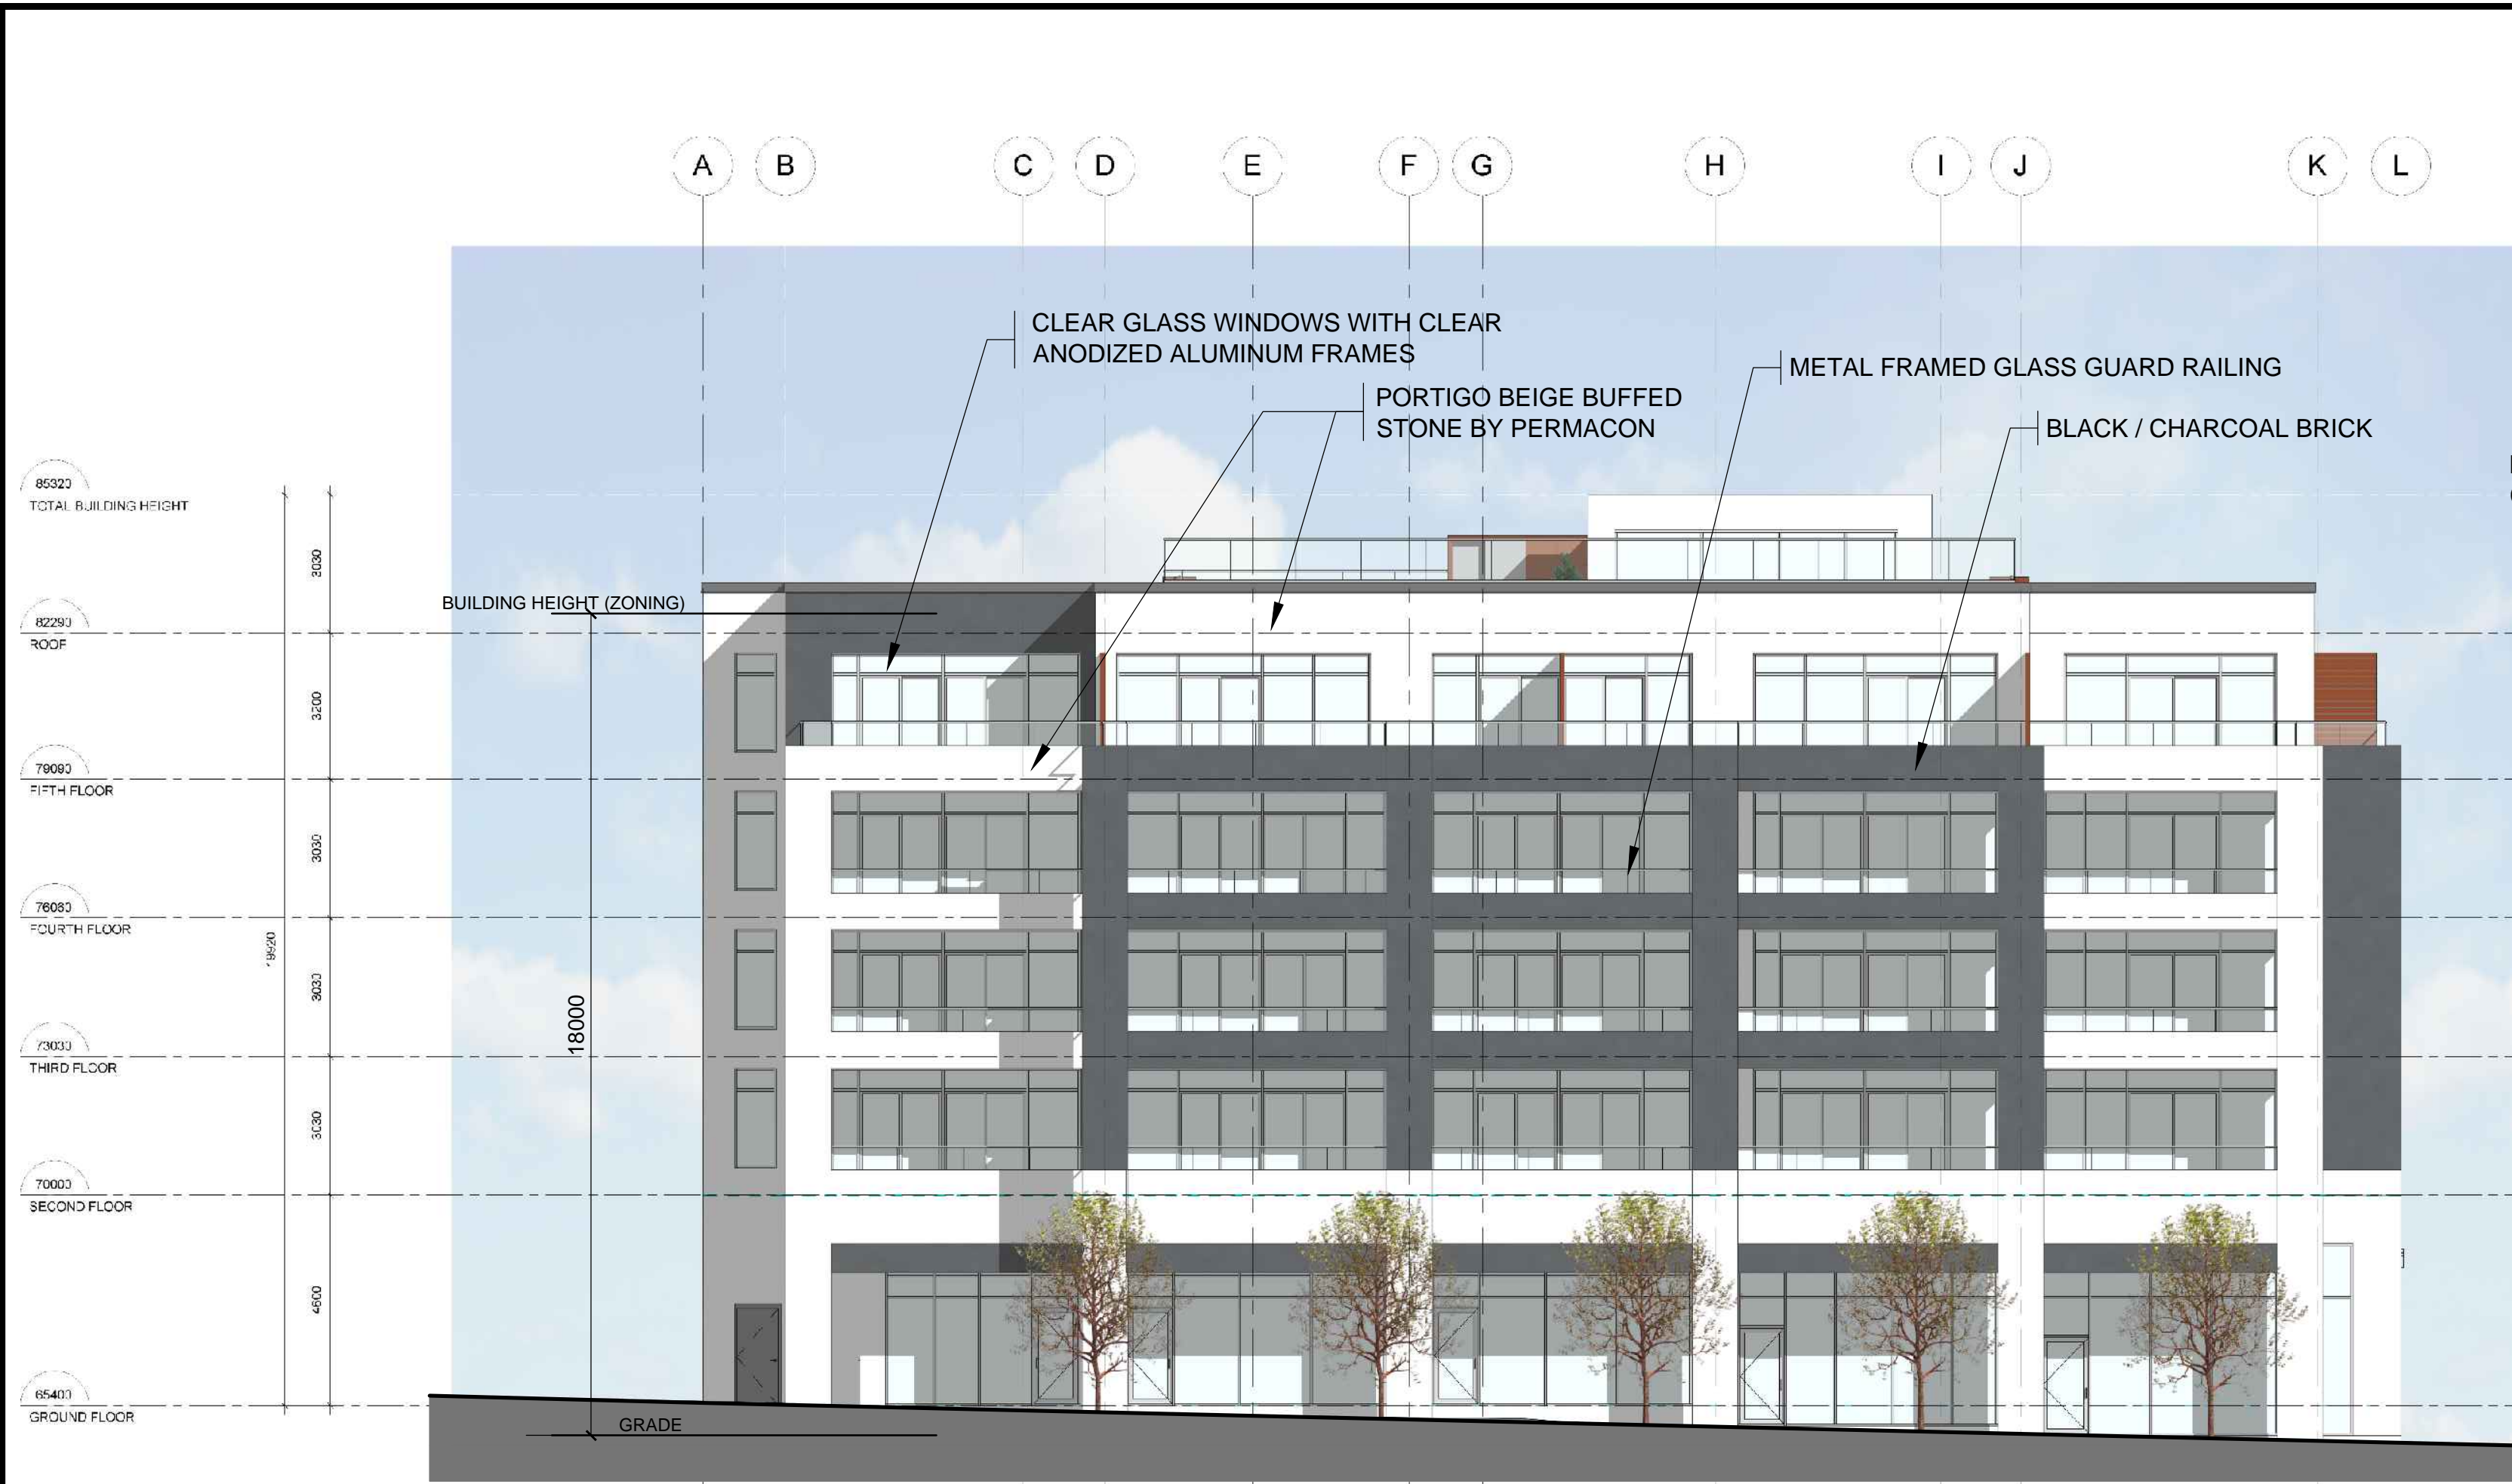 A B C D E F G H I J K L
CLEAR GLASS WINDOWS WITH CLEAR
ANODIZED ALUMINUM FRAMES
METAL FRAMED GLASS GUARD RAILING
PORTIGO BEIGE BUFFED
STONE BY PERMACON
BLACK / CHARCOAL BRICK
85320
TOTAL BUILDING HEIGHT
3030
BUILDING HEIGHT (ZONING)
82290
ROOF
3200
79090
FIFTH FLOOR
3030
76060
FOURTH FLOOR
19920
3030
18000
73030
THIRD FLOOR
3030
70000
SECOND FLOOR
4600
65400
GROUND FLOOR
GRADE